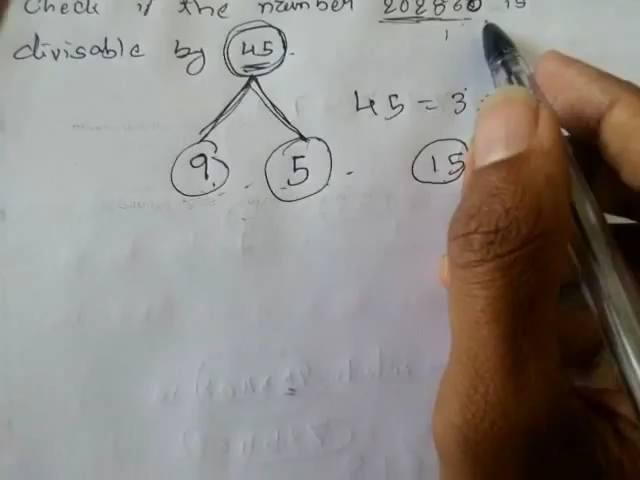 Check if the number 202860 is
divisable by 45.
45 = 3
9 . 5 . 15